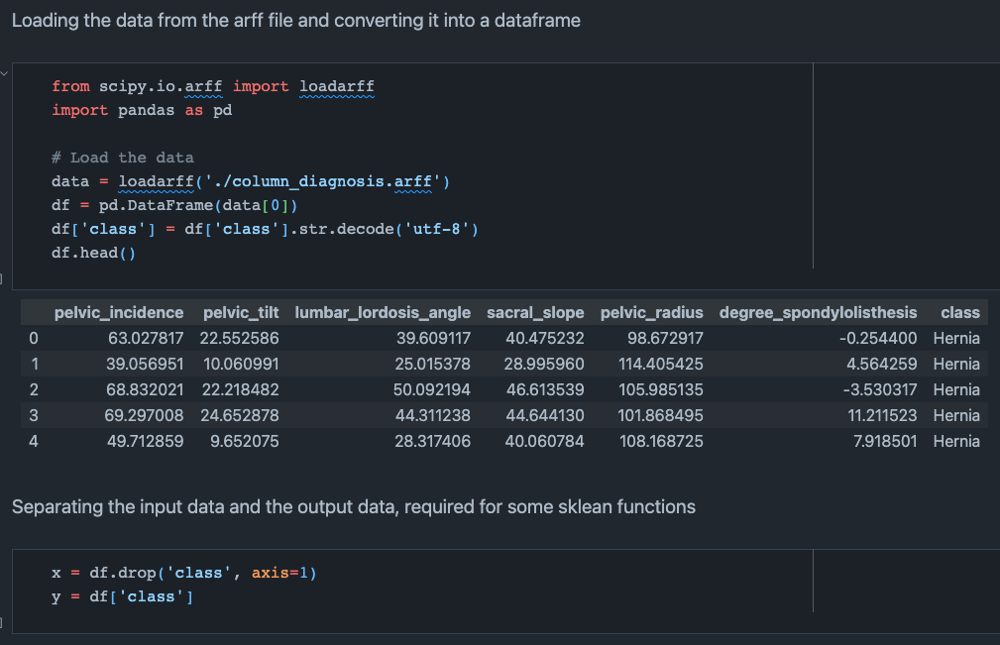 Loading the data from the arff file and converting it into a dataframe
from scipy.io.arff import loadarff
import pandas as pd
# Load the data
data = loadarff('./column_diagnosis.arff')
df = pd.DataFrame(data[0])
df['class'] = df['class'].str.decode('utf-8')
df.head()
pelvic_incidence pelvic_tilt lumbar_lordosis_angle sacral_slope pelvic_radius degree_spondylolisthesis class
0 63.027817 22.552586 39.609117 40.475232 98.672917 -0.254400 Hernia
1 39.056951 10.060991 25.015378 28.995960 114.405425 4.564259 Hernia
2 68.832021 22.218482 50.092194 46.613539 105.985135 -3.530317 Hernia
3 69.297008 24.652878 44.311238 44.644130 101.868495 11.211523 Hernia
4 49.712859 9.652075 28.317406 40.060784 108.168725 7.918501 Hernia
Separating the input data and the output data, required for some sklean functions
x = df.drop('class', axis=1)
y = df['class']